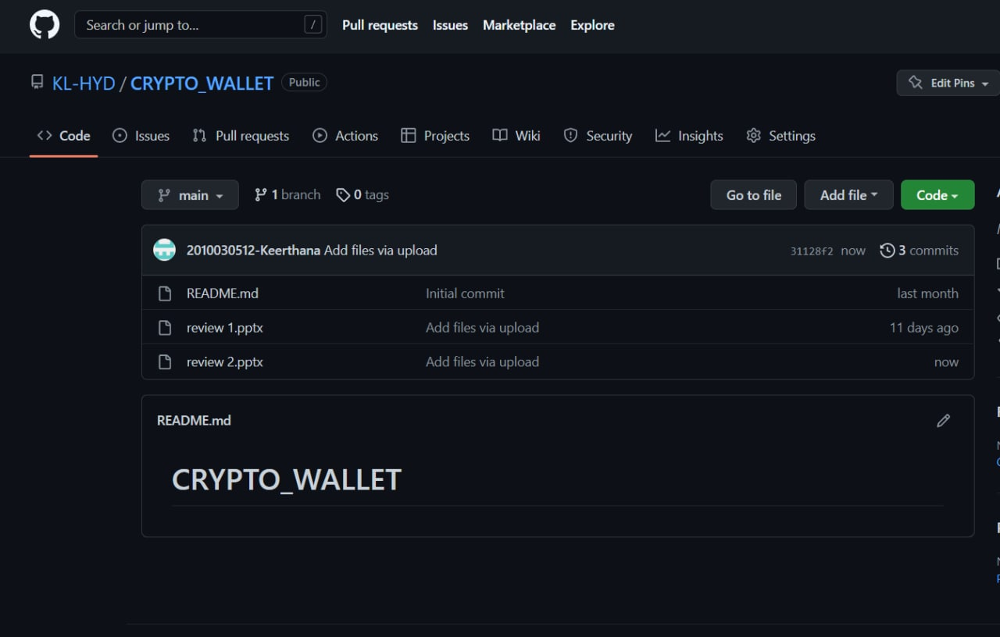 Search or jump to... / Pull requests Issues Marketplace Explore
KL-HYD / CRYPTO_WALLET Public Edit Pins
Code Issues Pull requests Actions Projects Wiki Security Insights Settings
main 1 branch 0 tags Go to file Add file Code
2010030512-Keerthana Add files via upload 31128f2 now 3 commits
README.md Initial commit last month
review 1.pptx Add files via upload 11 days ago
review 2.pptx Add files via upload now
README.md
CRYPTO_WALLET